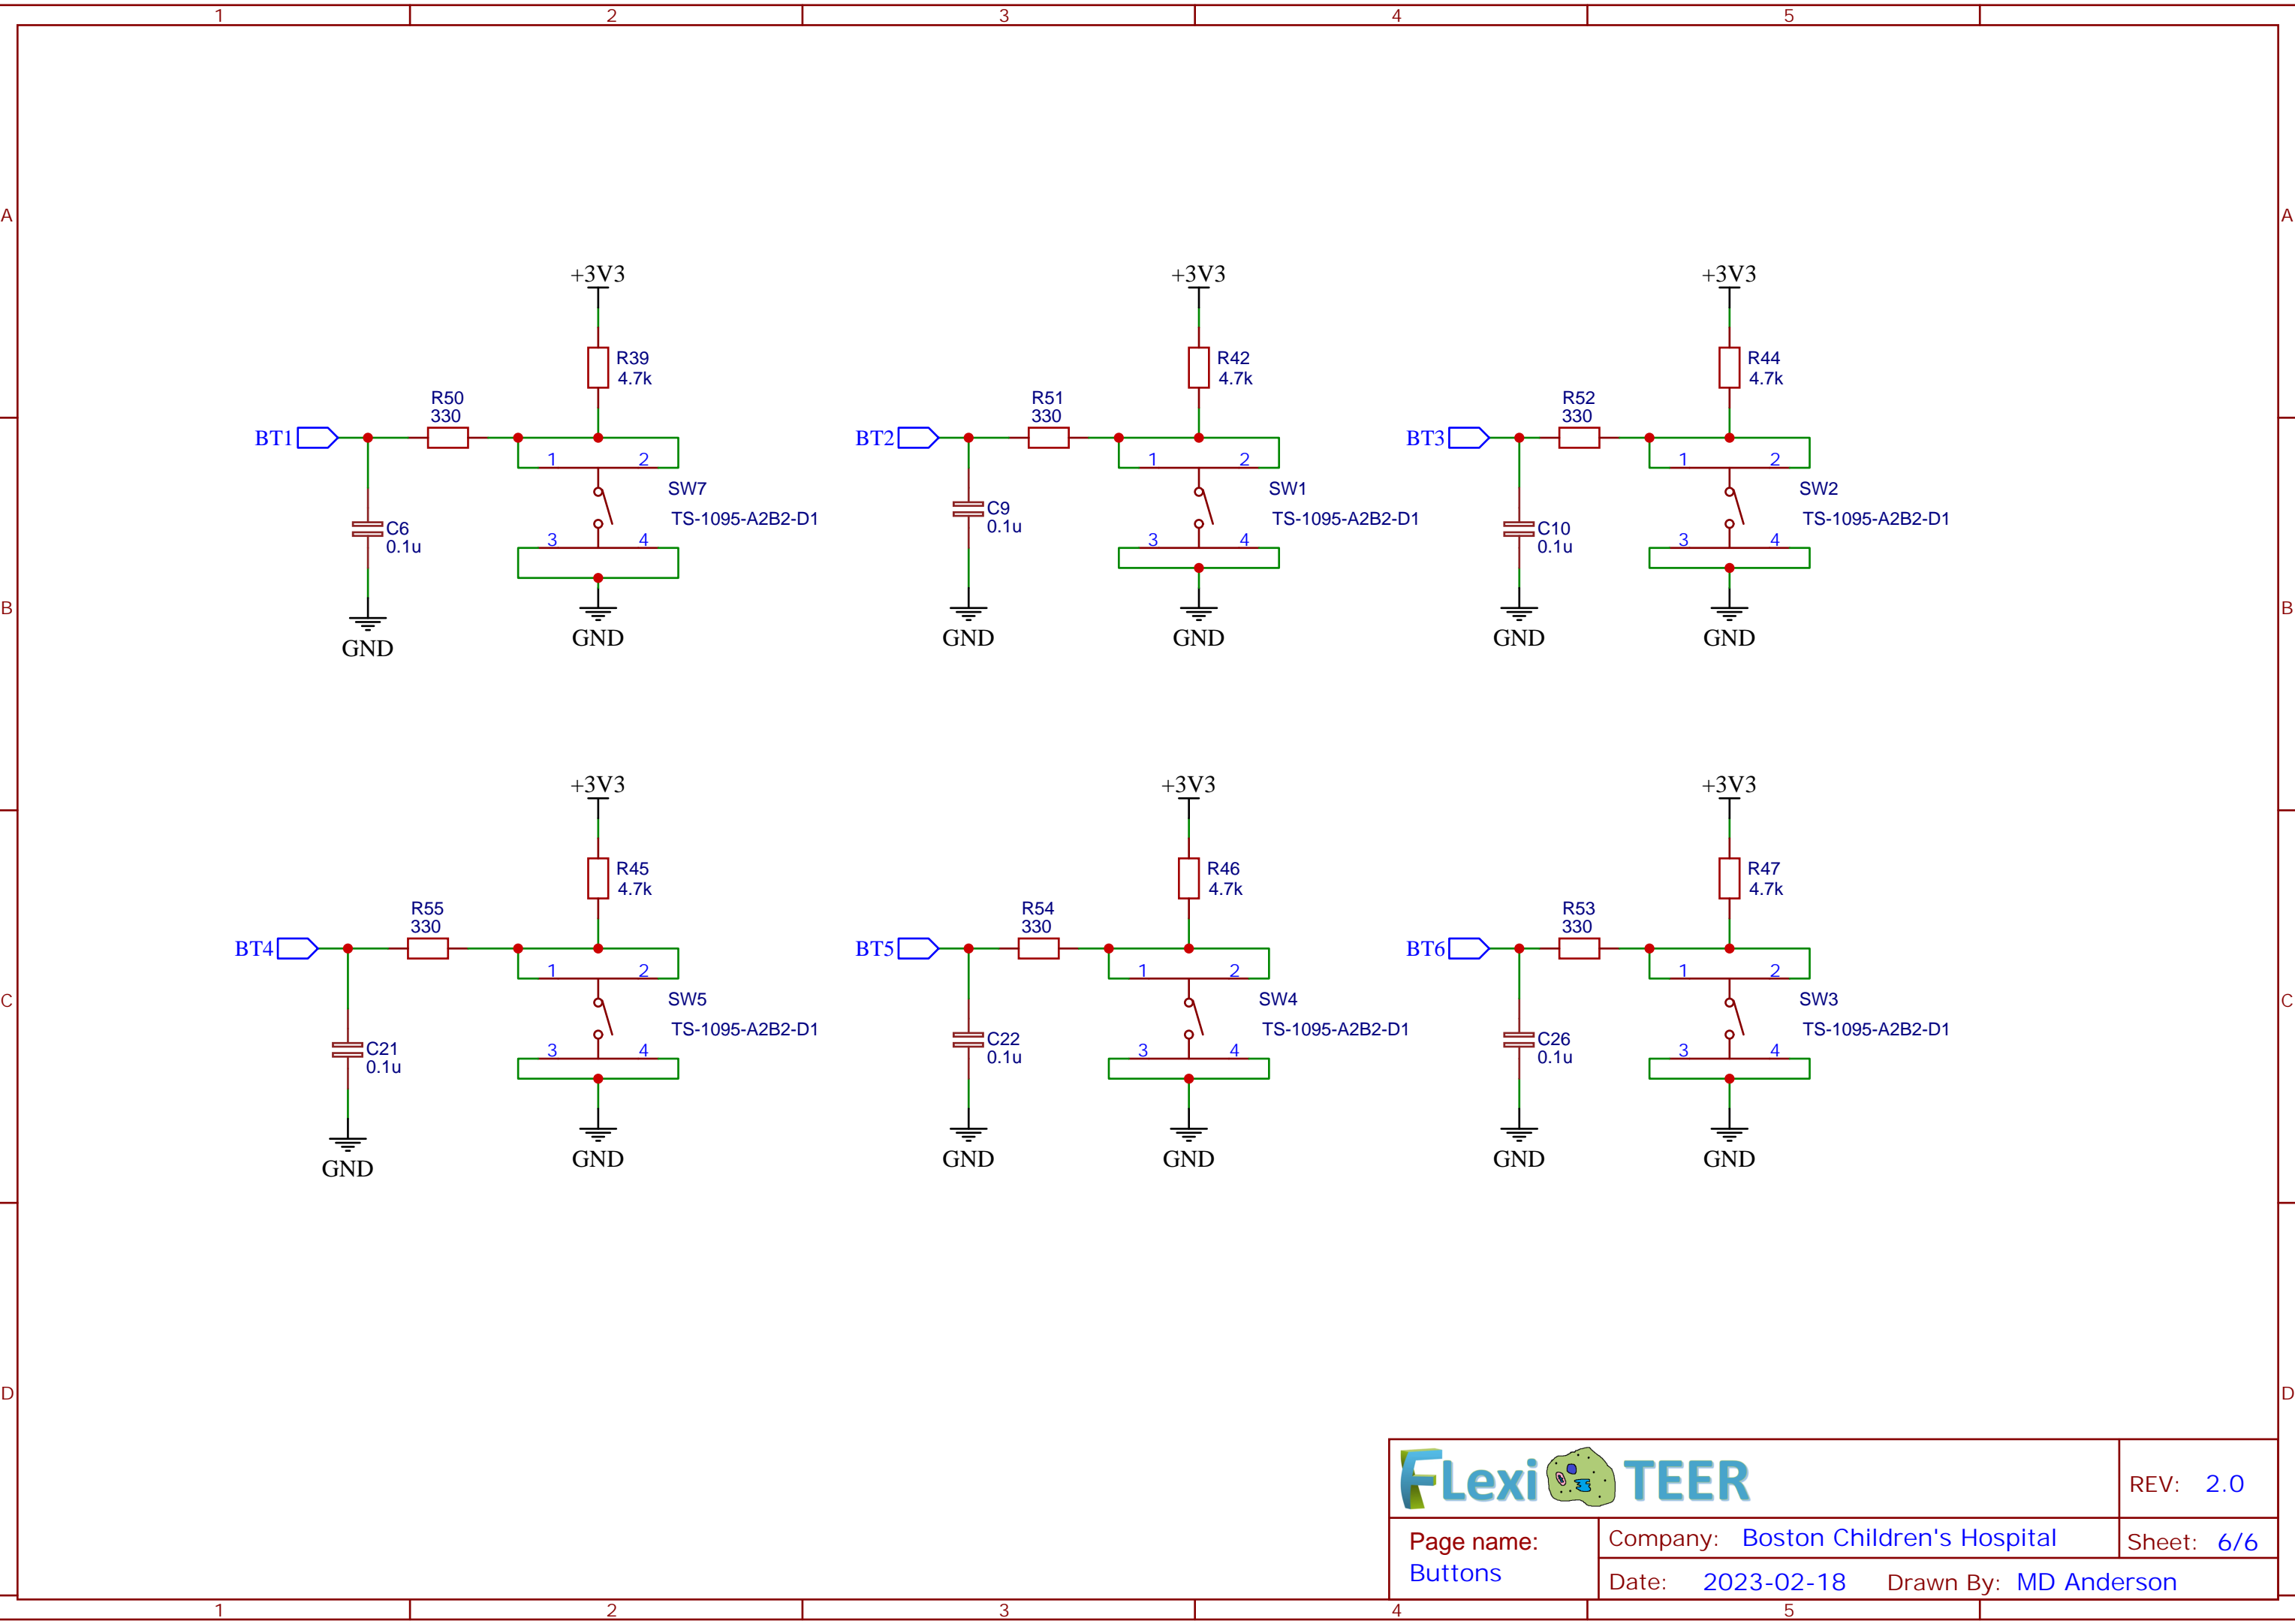 1 2 3 4 5
A A
+3V3 +3V3 +3V3
R39 R42 R44
4.7k 4.7k 4.7k
R50 R51 R52
330 330 330
BT1 BT2 BT3
1 2 1 2 1 2
SW7 SW1 SW2
TS-1095-A2B2-D1 TS-1095-A2B2-D1 TS-1095-A2B2-D1
C6 C9 C10
0.1u 0.1u 0.1u
3 4 3 4 3 4
B B
GND GND GND GND GND GND
+3V3 +3V3 +3V3
R45 R46 R47
4.7k 4.7k 4.7k
R55 R54 R53
330 330 330
BT4 BT5 BT6
1 2 1 2 1 2
C C
SW5 SW4 SW3
TS-1095-A2B2-D1 TS-1095-A2B2-D1 TS-1095-A2B2-D1
C21 C22 C26
0.1u 0.1u 0.1u
3 4 3 4 3 4
GND GND GND GND GND GND
D D
FLexi TEER
REV: 2.0
Page name:
Buttons
Company: Boston Children's Hospital
Sheet: 6/6
Date: 2023-02-18 Drawn By: MD Anderson
1 2 3 4 5